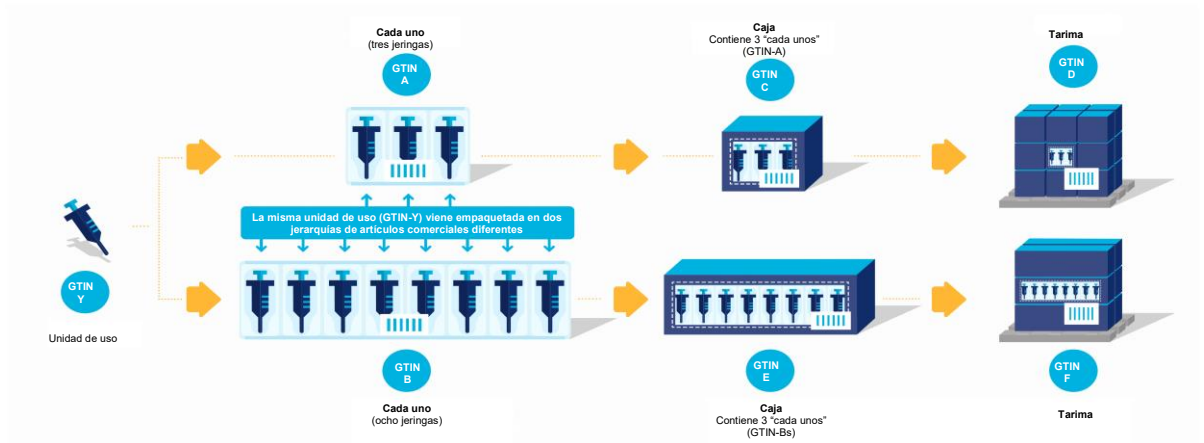 Cada uno
(tres jeringas)
GTIN
A
Caja
Contiene 3 “cada unos”
(GTIN-A)
GTIN
C
Tarima
GTIN
D
La misma unidad de uso (GTIN-Y) viene empaquetada en dos
jerarquías de artículos comerciales diferentes
GTIN
Y
Unidad de uso
GTIN
B
Cada uno
(ocho jeringas)
GTIN
E
Caja
Contiene 3 “cada unos”
(GTIN-Bs)
GTIN
F
Tarima